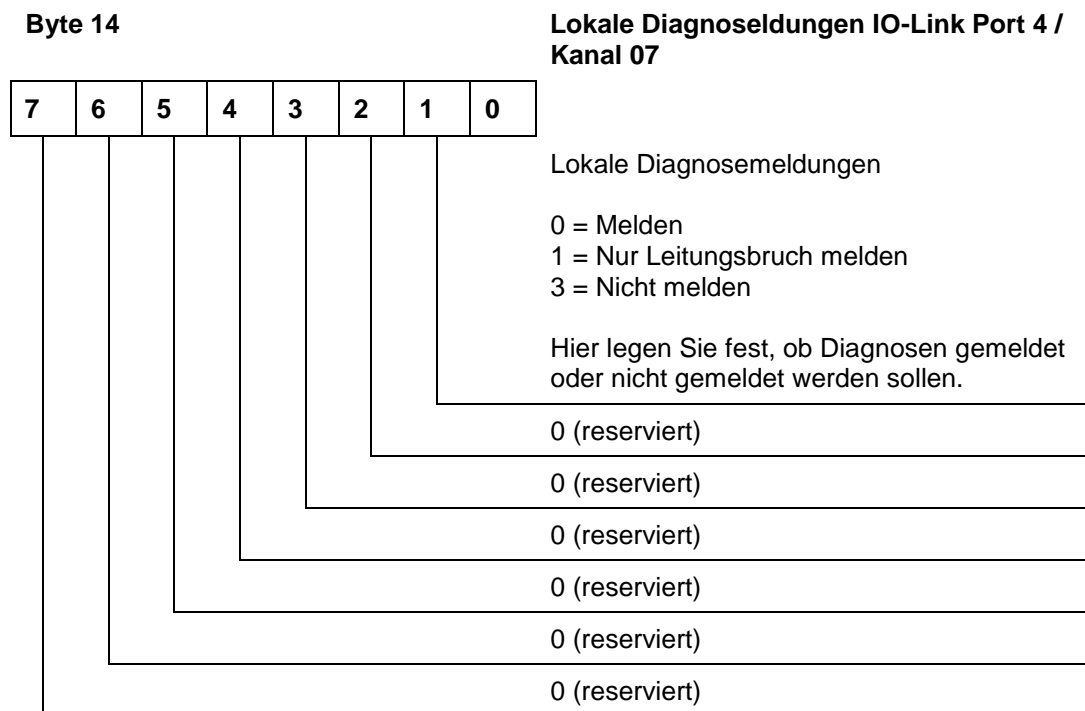 Byte 14
Lokale Diagnoseldungen IO-Link Port 4 /
Kanal 07
7 6 5 4 3 2 1 0
Lokale Diagnosemeldungen
0 = Melden
1 = Nur Leitungsbruch melden
3 = Nicht melden
Hier legen Sie fest, ob Diagnosen gemeldet
oder nicht gemeldet werden sollen.
0 (reserviert)
0 (reserviert)
0 (reserviert)
0 (reserviert)
0 (reserviert)
0 (reserviert)